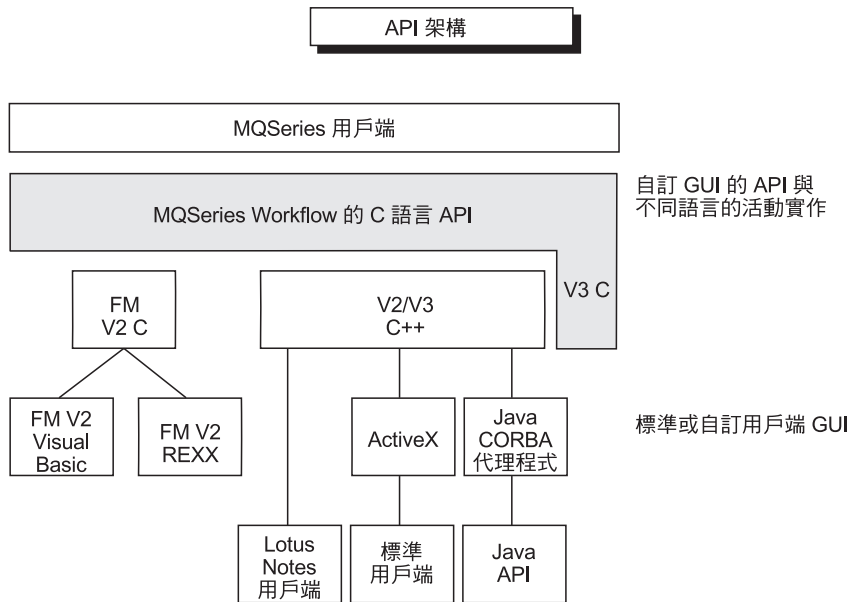 API 架構
MQSeries 用戶端
MQSeries Workflow 的 C 語言 API
自訂 GUI 的 API 與
不同語言的活動實作
V3 C
FM
V2 C
V2/V3
C++
FM V2
Visual
Basic
FM V2
REXX
ActiveX
Java
CORBA
代理程式
標準或自訂用戶端 GUI
Lotus
Notes
用戶端
標準
用戶端
Java
API